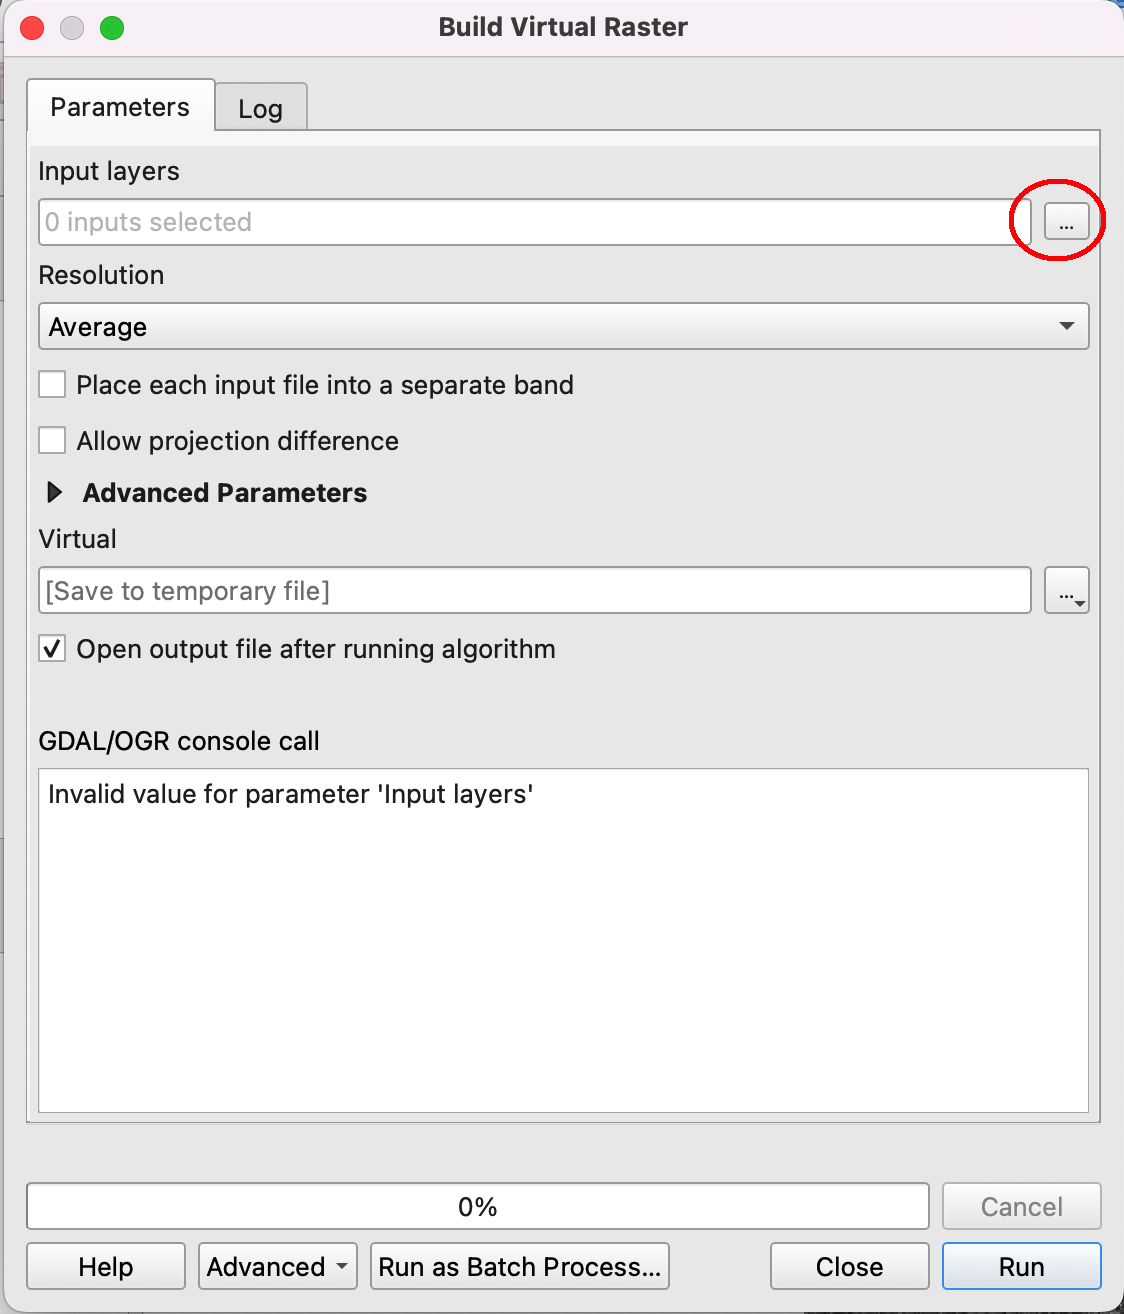 Build Virtual Raster
Parameters
Log
Input layers
0 inputs selected
...
Resolution
Average
Place each input file into a separate band
Allow projection difference
Advanced Parameters
Virtual
[Save to temporary file]
...
Open output file after running algorithm
GDAL/OGR console call
Invalid value for parameter 'Input layers'
0%
Cancel
Help
Advanced
Run as Batch Process...
Close
Run